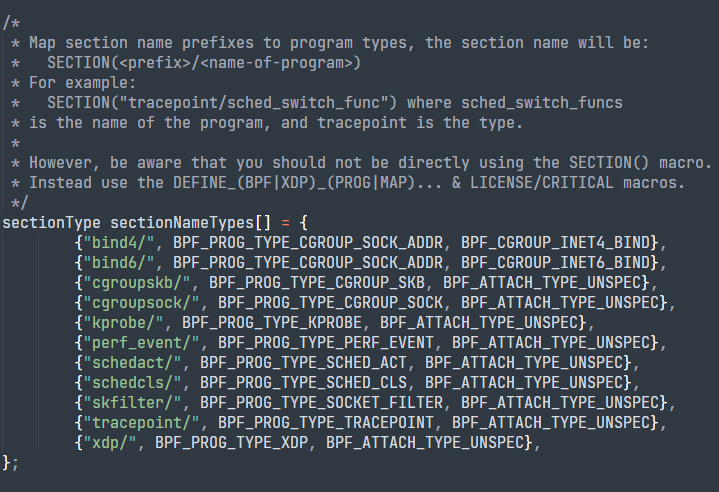 /*
 * Map section name prefixes to program types, the section name will be:
 *   SECTION(<prefix>/<name-of-program>)
 * For example:
 *   SECTION("tracepoint/sched_switch_func") where sched_switch_funcs
 * is the name of the program, and tracepoint is the type.
 *
 * However, be aware that you should not be directly using the SECTION() macro.
 * Instead use the DEFINE_(BPF|XDP)_(PROG|MAP)... & LICENSE/CRITICAL macros.
 */
sectionType sectionNameTypes[] = {
        {"bind4/", BPF_PROG_TYPE_CGROUP_SOCK_ADDR, BPF_CGROUP_INET4_BIND},
        {"bind6/", BPF_PROG_TYPE_CGROUP_SOCK_ADDR, BPF_CGROUP_INET6_BIND},
        {"cgroupskb/", BPF_PROG_TYPE_CGROUP_SKB, BPF_ATTACH_TYPE_UNSPEC},
        {"cgroupsock/", BPF_PROG_TYPE_CGROUP_SOCK, BPF_ATTACH_TYPE_UNSPEC},
        {"kprobe/", BPF_PROG_TYPE_KPROBE, BPF_ATTACH_TYPE_UNSPEC},
        {"perf_event/", BPF_PROG_TYPE_PERF_EVENT, BPF_ATTACH_TYPE_UNSPEC},
        {"schedact/", BPF_PROG_TYPE_SCHED_ACT, BPF_ATTACH_TYPE_UNSPEC},
        {"schedcls/", BPF_PROG_TYPE_SCHED_CLS, BPF_ATTACH_TYPE_UNSPEC},
        {"skfilter/", BPF_PROG_TYPE_SOCKET_FILTER, BPF_ATTACH_TYPE_UNSPEC},
        {"tracepoint/", BPF_PROG_TYPE_TRACEPOINT, BPF_ATTACH_TYPE_UNSPEC},
        {"xdp/", BPF_PROG_TYPE_XDP, BPF_ATTACH_TYPE_UNSPEC},
};